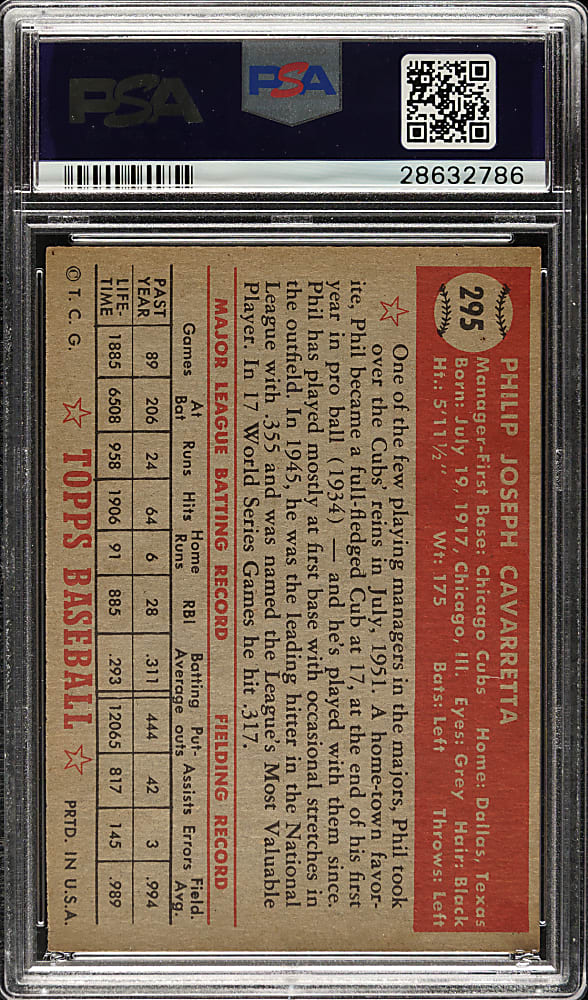 PSA
PSA
28632786
295
PHILIP JOSEPH CAVARRETTA
Manager-First Base: Chicago Cubs Home: Dallas, Texas
Born: July 19, 1917, Chicago, Ill. Eyes: Grey Hair: Black
Ht.: 5'11½" Wt: 175 Bats: Left Throws: Left
One of the few playing managers in the majors, Phil took
over the Cubs' reins in July, 1951. A home-town favor-
ite, Phil became a full-fledged Cub at 17, at the end of his first
year in pro ball (1934) — and he's played with them since.
Phil has played mostly at first base with occasional stretches in
the outfield. In 1945, he was the leading hitter in the National
League with .355 and was named the League's Most Valuable
Player. In 17 World Series Games he hit .317.
MAJOR LEAGUE BATTING RECORD FIELDING RECORD
Games At Bat Runs Hits Home Runs RBI Batting Average Put-outs Assists Errors Field. Avg.
PAST YEAR 89 206 24 64 6 28 .311 444 42 3 .994
LIFE-TIME 1885 6508 958 1906 91 885 .293 12065 817 145 .989
© T. C. G. TOPPS BASEBALL PRTD. IN U.S.A.